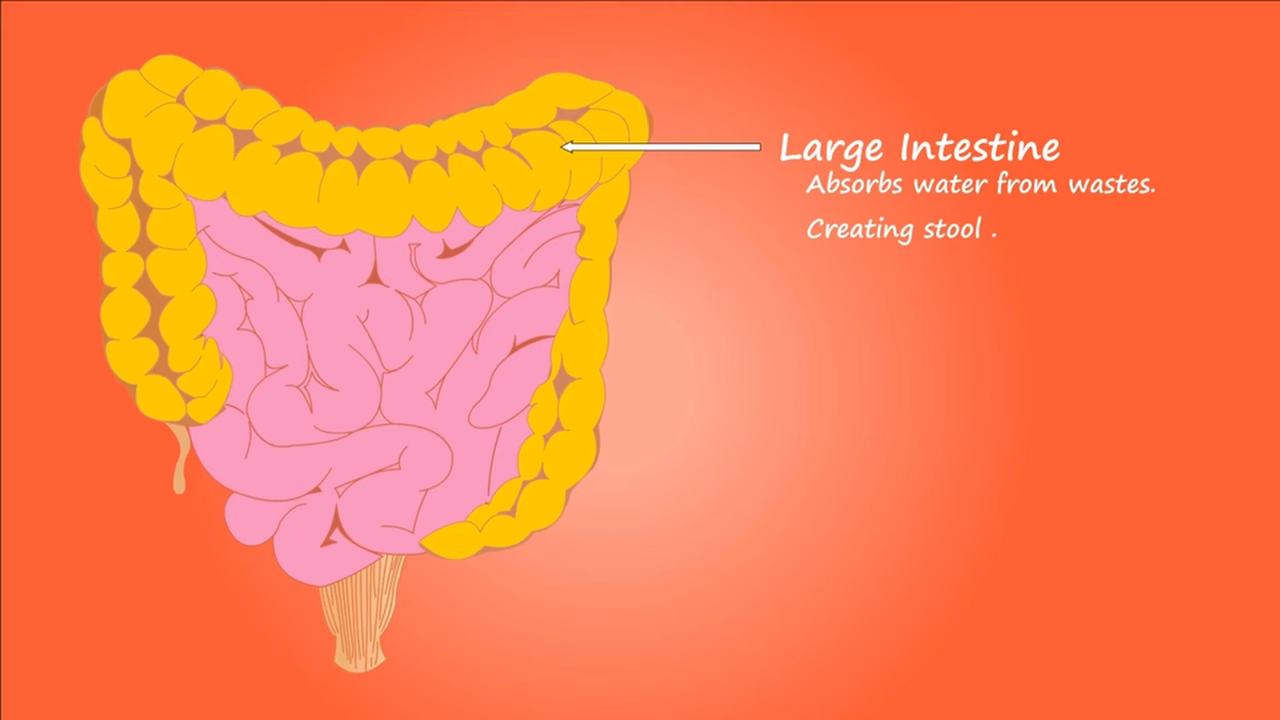 Large Intestine
Absorbs water from wastes.
Creating stool .